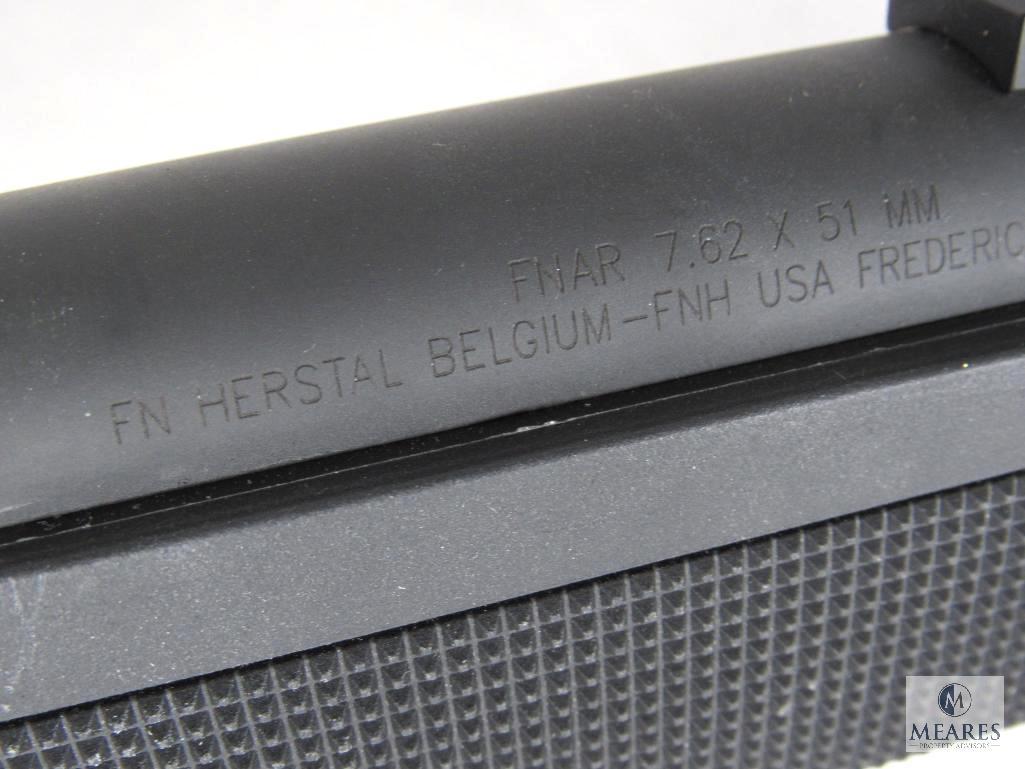 FNAR 7.62 X 51 MM
FN HERSTAL BELGIUM-FNH USA FREDERIC
M
MEARES
PROPERTY ADVISORS